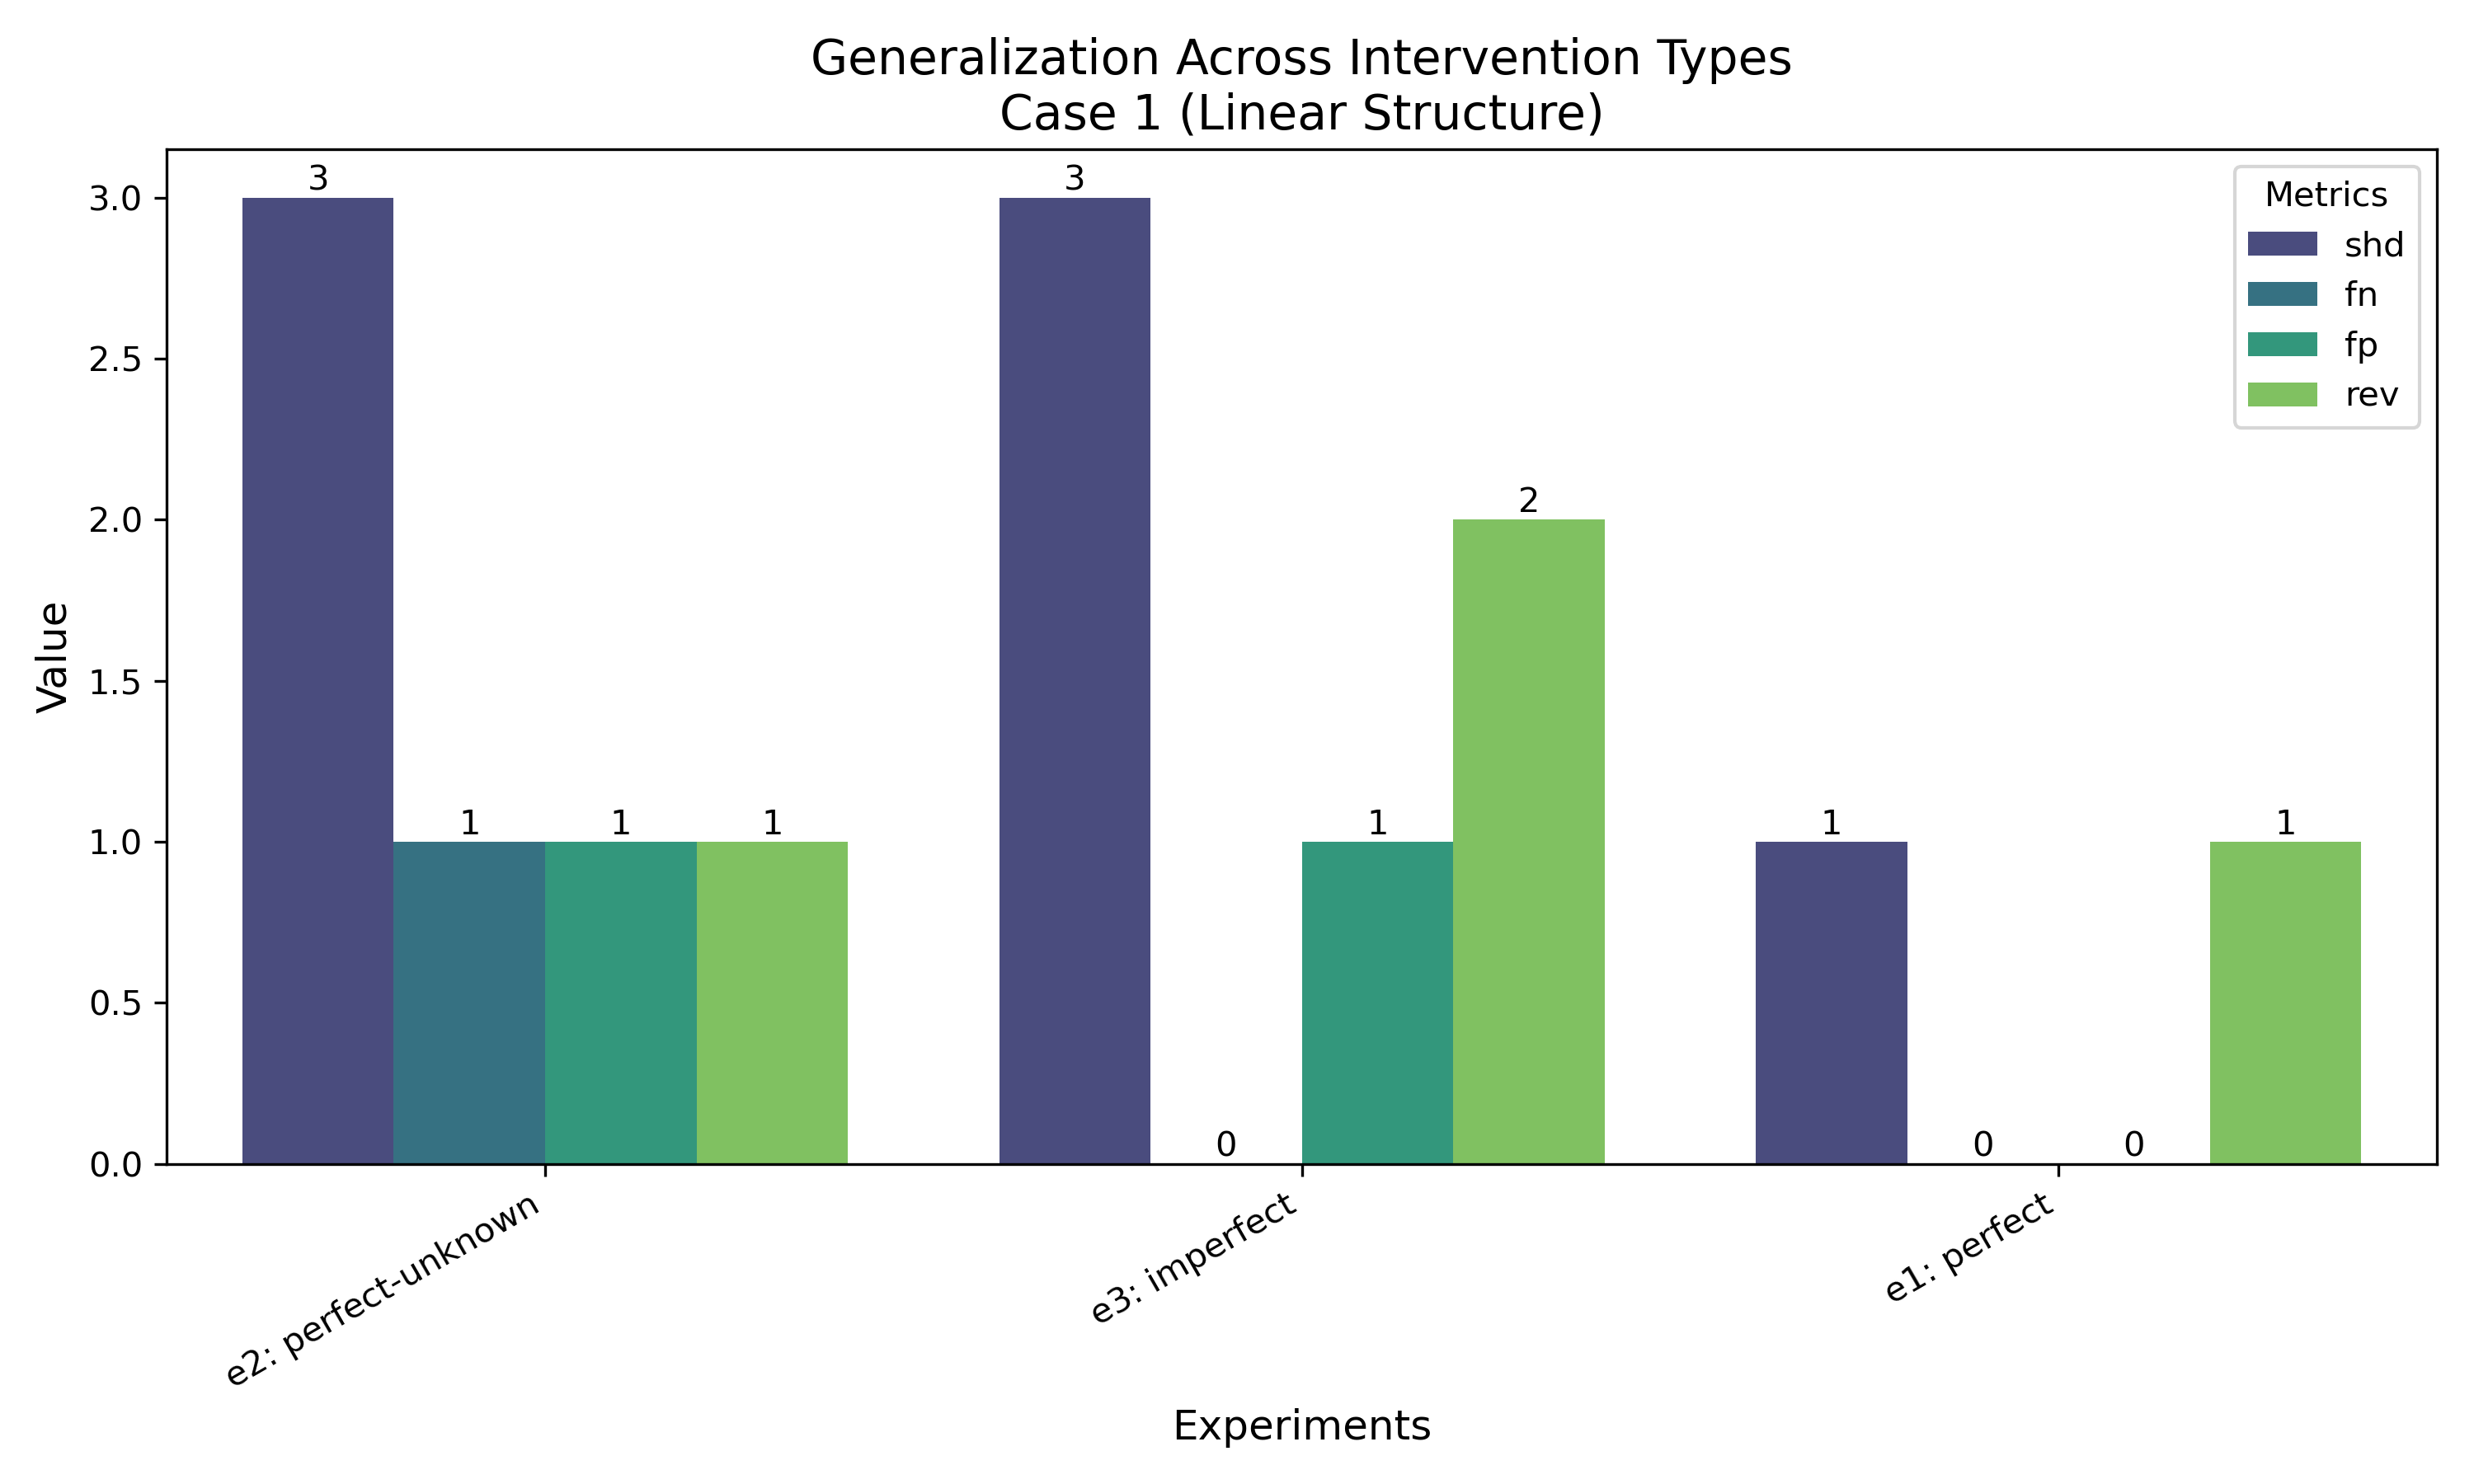 Generalization Across Intervention Types
Case 1 (Linear Structure)
Metrics
shd
fn
fp
rev
Value
3.0
2.5
2.0
1.5
1.0
0.5
0.0
3
1
1
1
3
0
1
2
1
0
0
1
e2: perfect-unknown
e3: imperfect
e1: perfect
Experiments